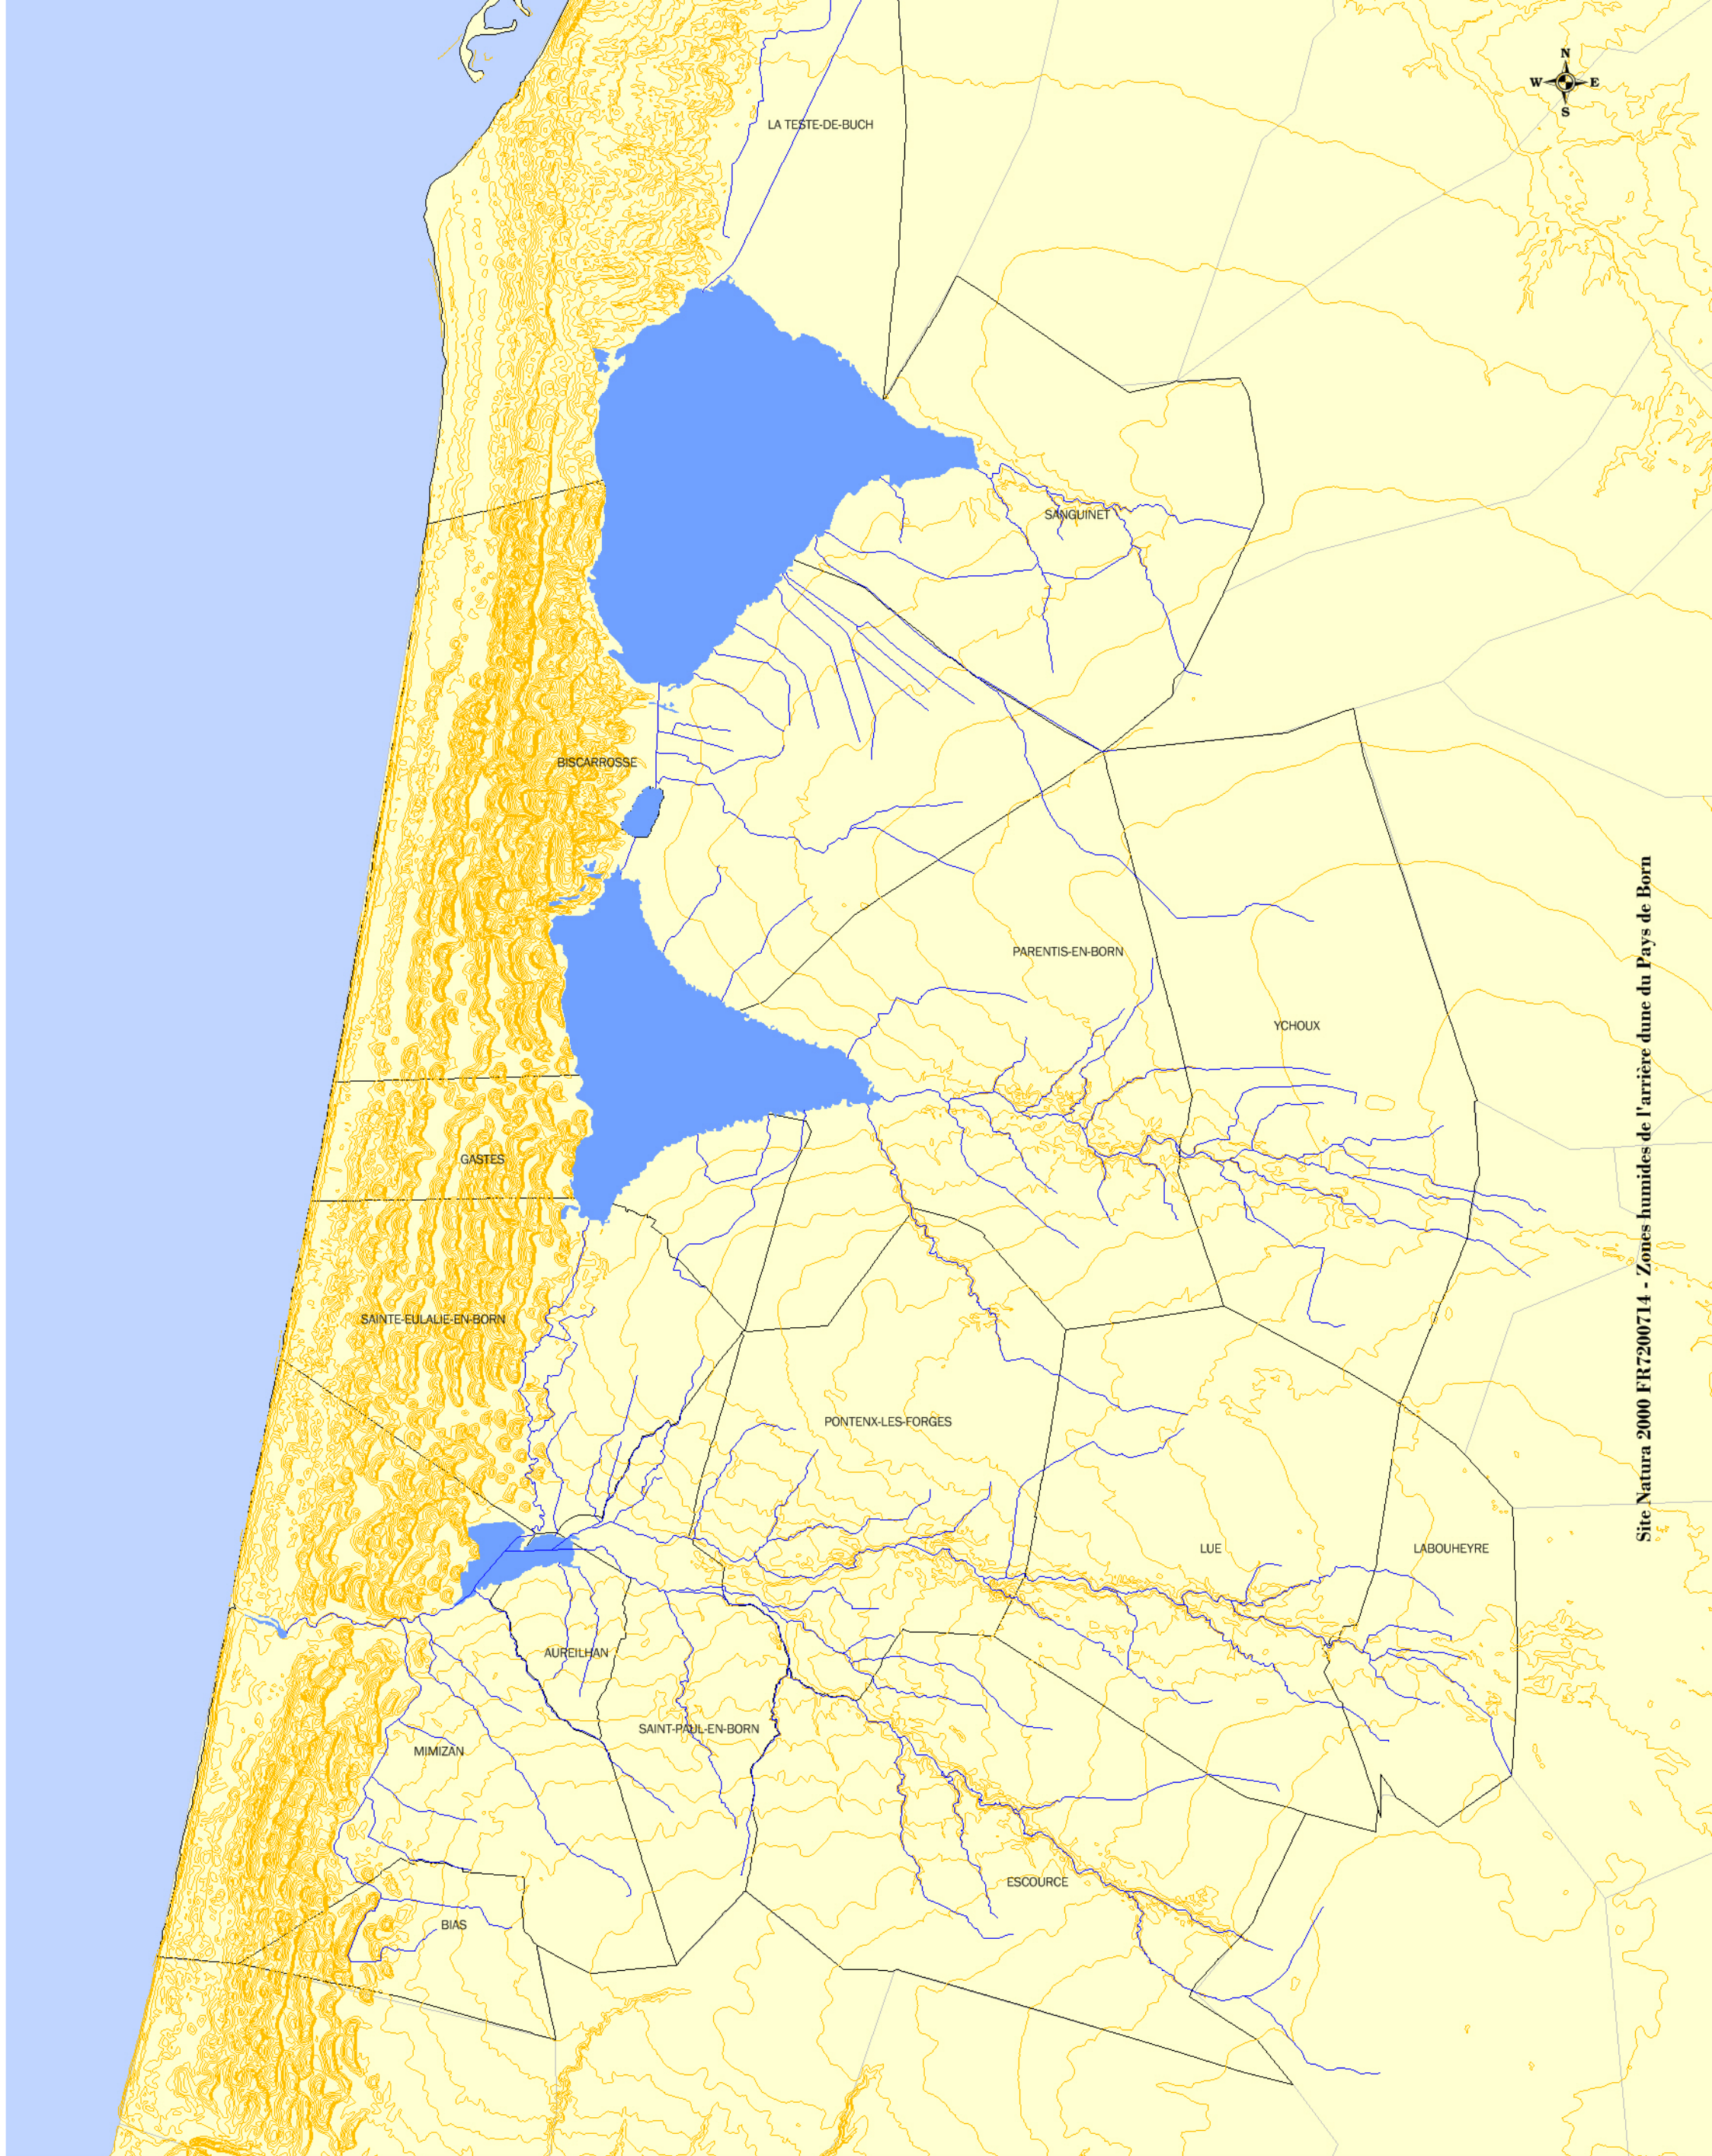 N
W E
S
LA TESTE-DE-BUCH
SANGUINET
BISCARROSSE
PARENTIS-EN-BORN
YCHOUX
GASTES
SAINTE-EULALIE-EN-BORN
PONTENX-LES-FORGES
LUE
LABOUHEYRE
AUREILHAN
SAINT-PAUL-EN-BORN
MIMIZAN
ESCOURCE
BIAS
Site Natura 2000 FR7200714 - Zones humides de l'arrière dune du Pays de Born